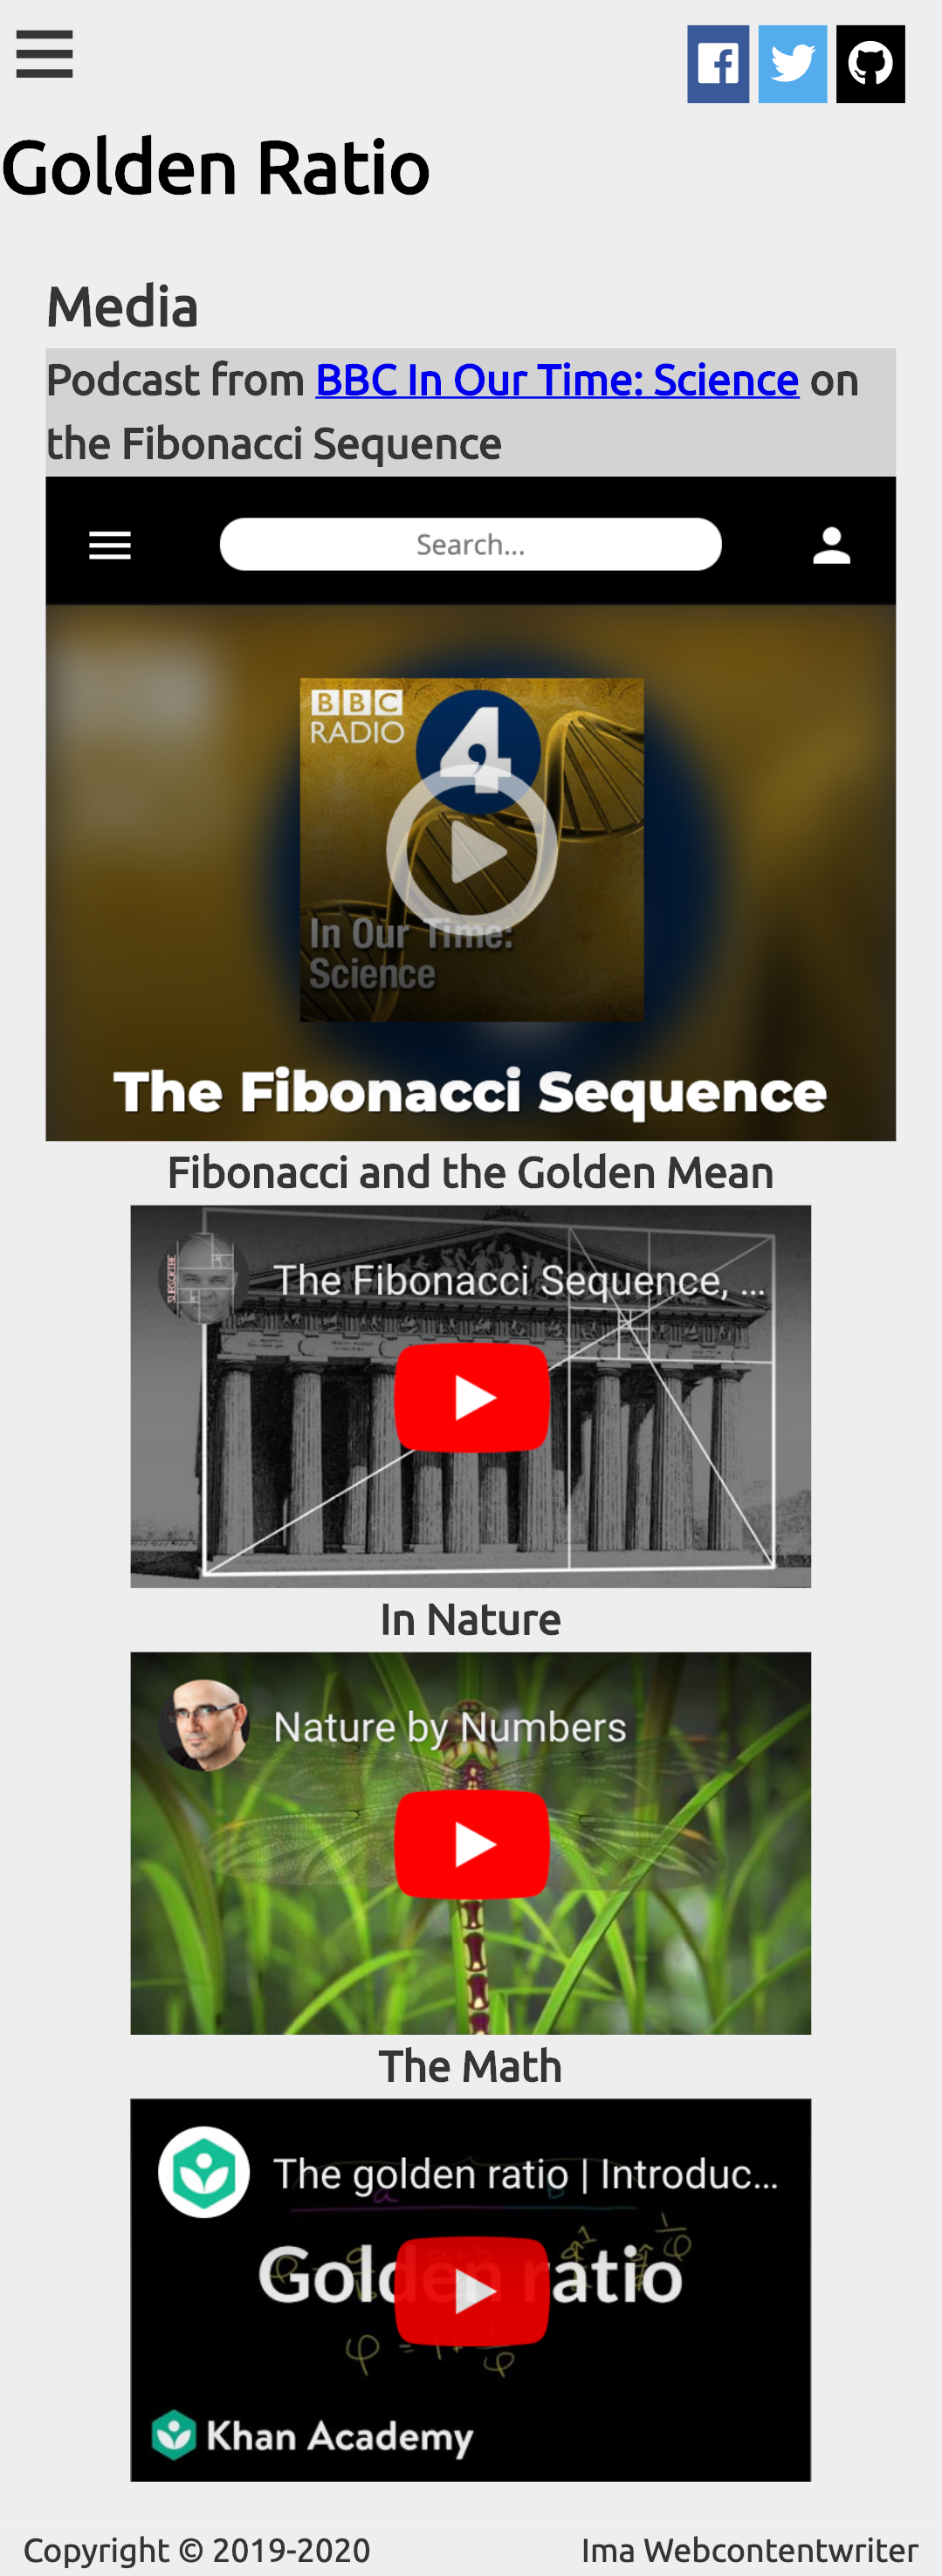 Golden Ratio
Media
Podcast from BBC In Our Time: Science on
the Fibonacci Sequence
Search...
BBC
RADIO
4
In Our Time:
Science
The Fibonacci Sequence
Fibonacci and the Golden Mean
SUBSCRIBE
The Fibonacci Sequence, ...
In Nature
Nature by Numbers
The Math
The golden ratio | Introduc...
Golden ratio
Khan Academy
Copyright © 2019-2020
Ima Webcontentwriter